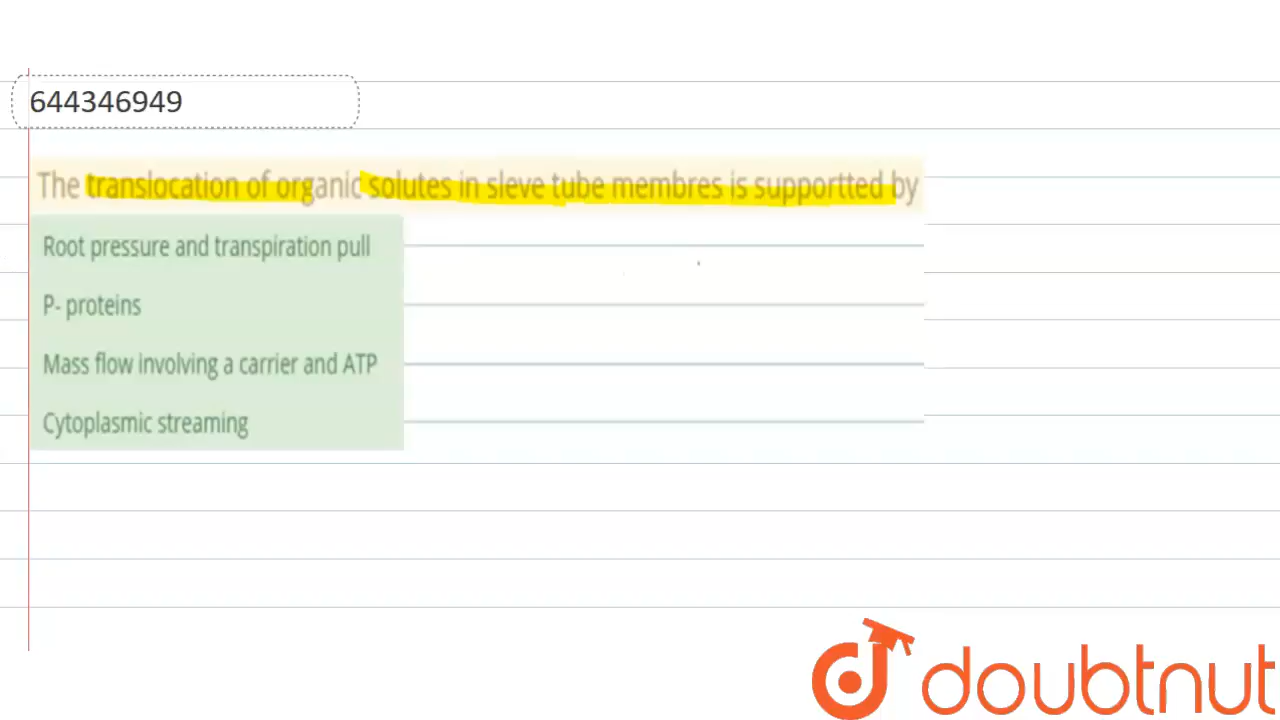 644346949
The translocation of organic solutes in sleve tube membres is supportted by
Root pressure and transpiration pull
P- proteins
Mass flow involving a carrier and ATP
Cytoplasmic streaming
doubtnut